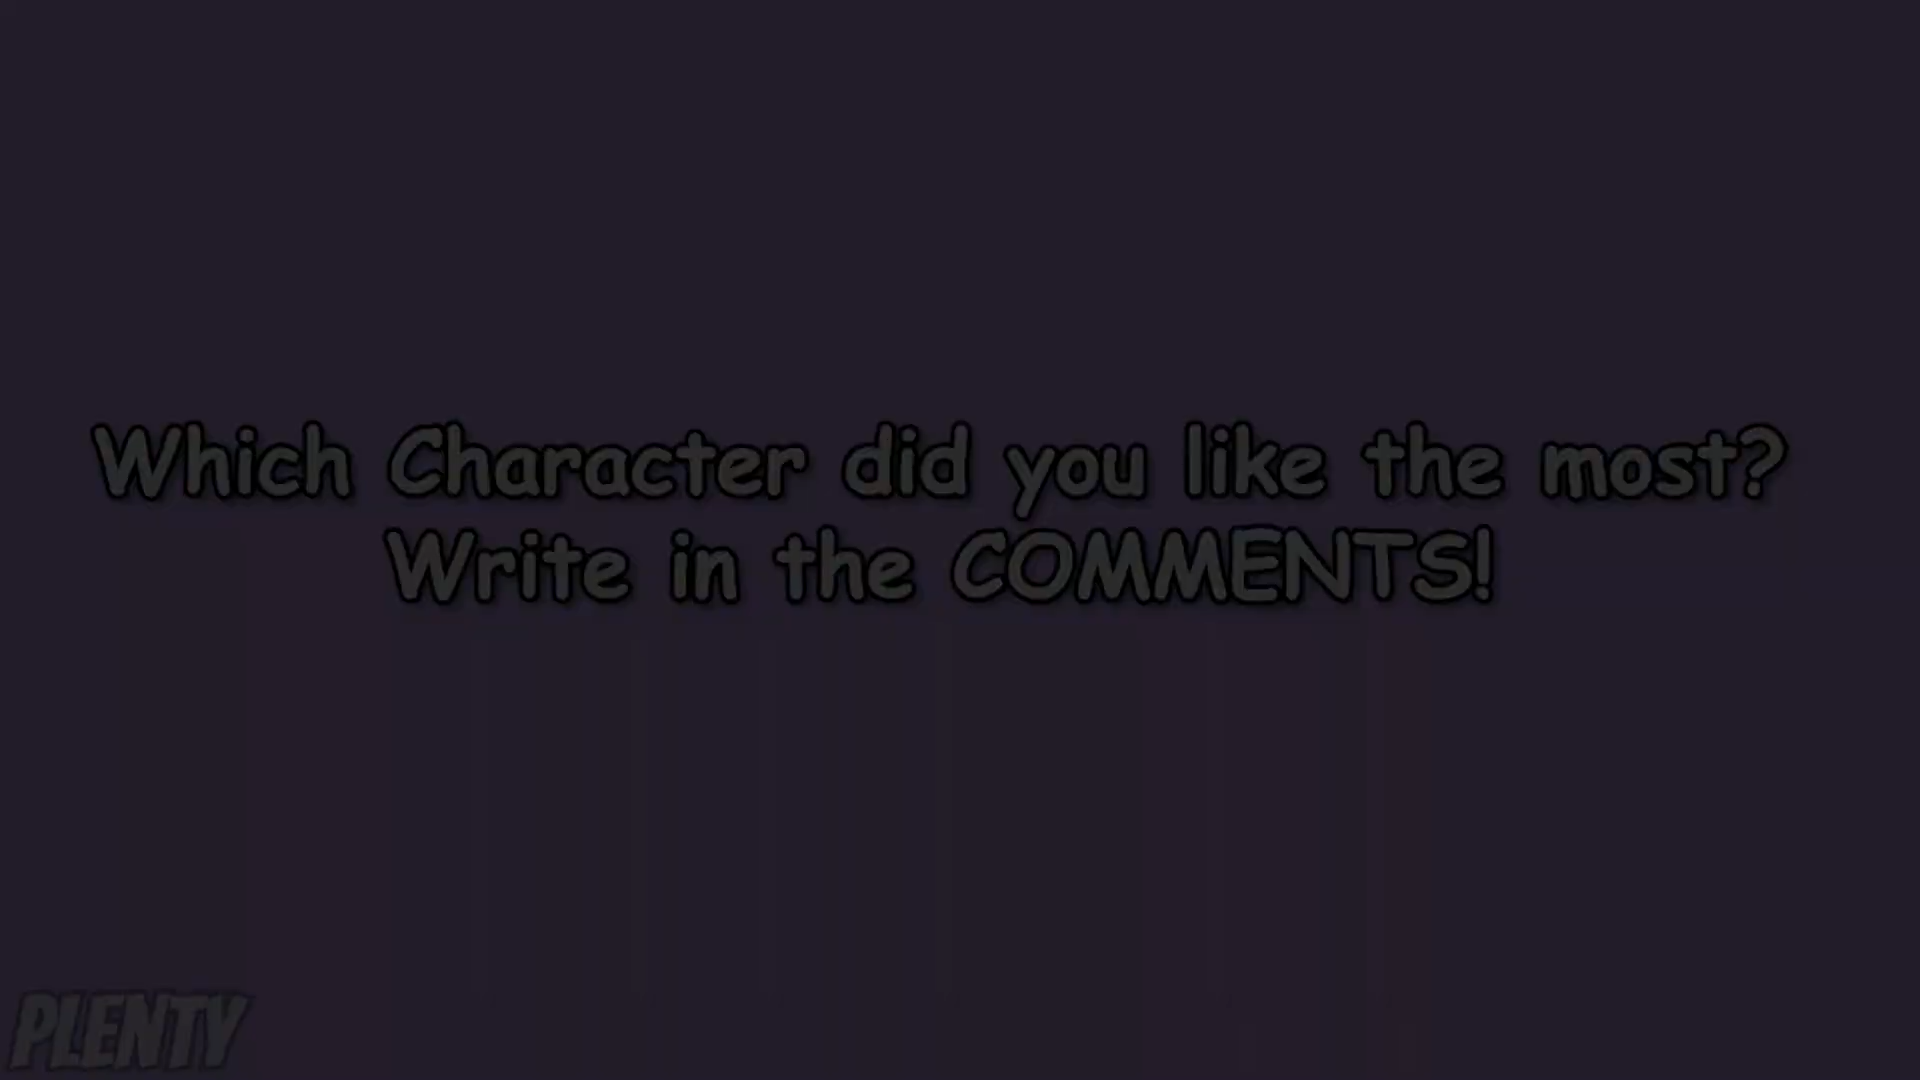 Which Character did you like the most?
Write in the COMMENTS!
PLENTY